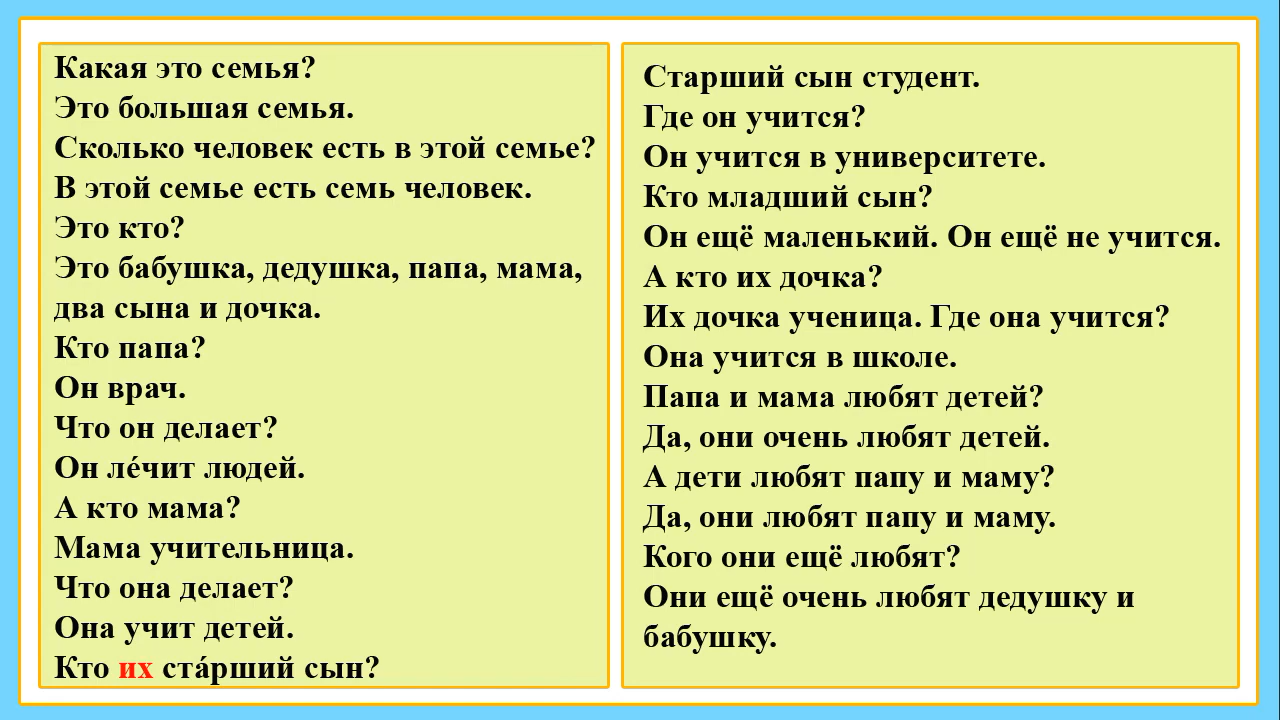 Какая это семья?
Это большая семья.
Сколько человек есть в этой семье?
В этой семье есть семь человек.
Это кто?
Это бабушка, дедушка, папа, мама,
два сына и дочка.
Кто папа?
Он врач.
Что он делает?
Он ле́чит людей.
А кто мама?
Мама учительница.
Что она делает?
Она учит детей.
Кто их ста́рший сын?
Старший сын студент.
Где он учится?
Он учится в университете.
Кто младший сын?
Он ещё маленький. Он ещё не учится.
А кто их дочка?
Их дочка ученица. Где она учится?
Она учится в школе.
Папа и мама любят детей?
Да, они очень любят детей.
А дети любят папу и маму?
Да, они любят папу и маму.
Кого они ещё любят?
Они ещё очень любят дедушку и
бабушку.